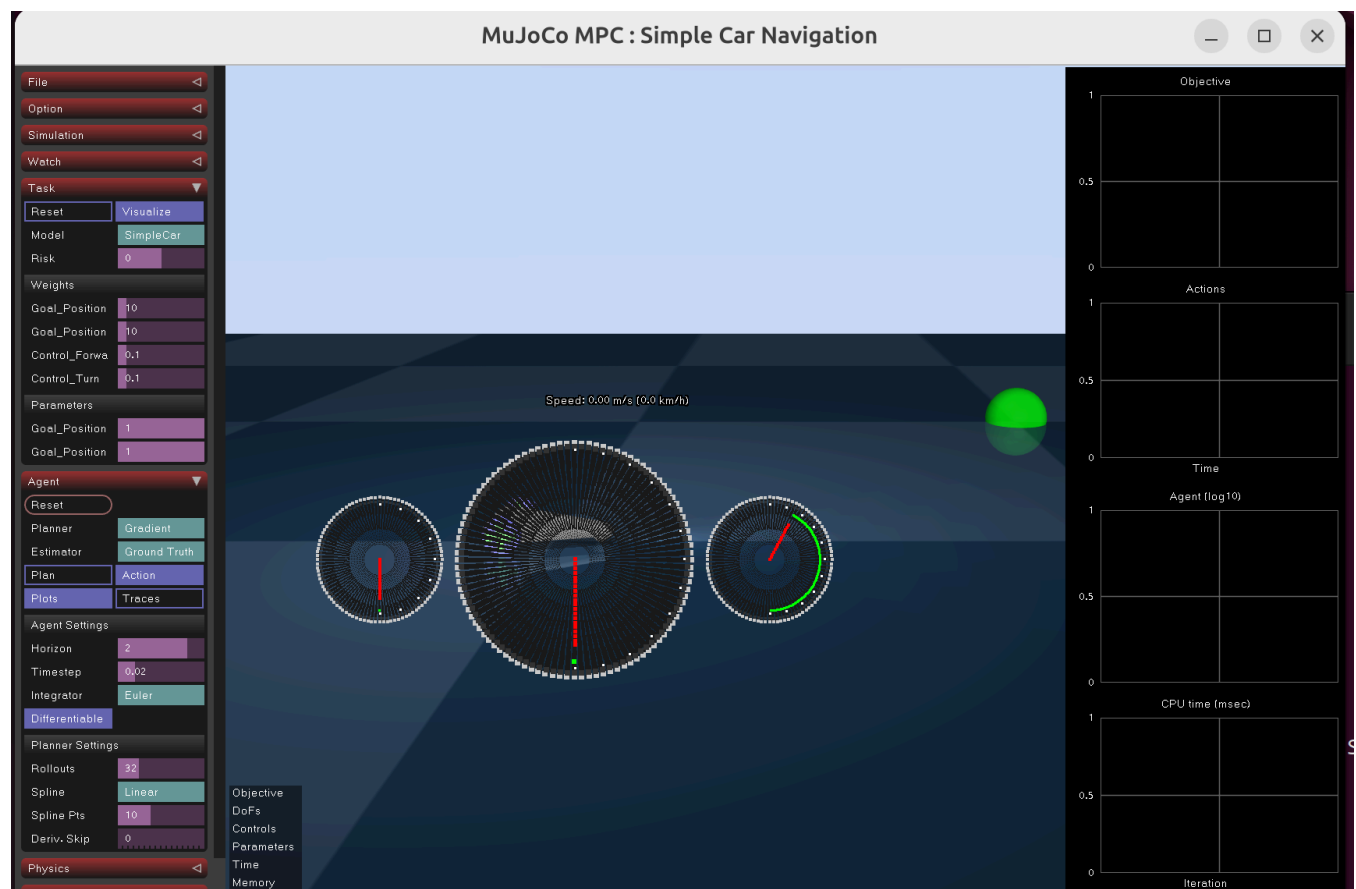 MuJoCo MPC : Simple Car Navigation
File
Option
Simulation
Watch
Task
Reset Visualize
Model SimpleCar
Risk 0
Weights
Goal_Position 10
Goal_Position 10
Control_Forwa 0.1
Control_Turn 0.1
Parameters
Goal_Position 1
Goal_Position 1
Agent
Reset
Planner Gradient
Estimator Ground Truth
Plan Action
Plots Traces
Agent Settings
Horizon 2
Timestep 0.02
Integrator Euler
Differentiable
Planner Settings
Rollouts 32
Spline Linear
Spline Pts 10
Deriv. Skip 0
Physics
Speed: 0.00 m/s (0.0 km/h)
Objective
DoFs
Controls
Parameters
Time
Memory
Objective
1
0.5
0
Actions
1
0.5
0
Time
Agent (log10)
1
0.5
0
CPU time (msec)
1
0.5
0
Iteration
S